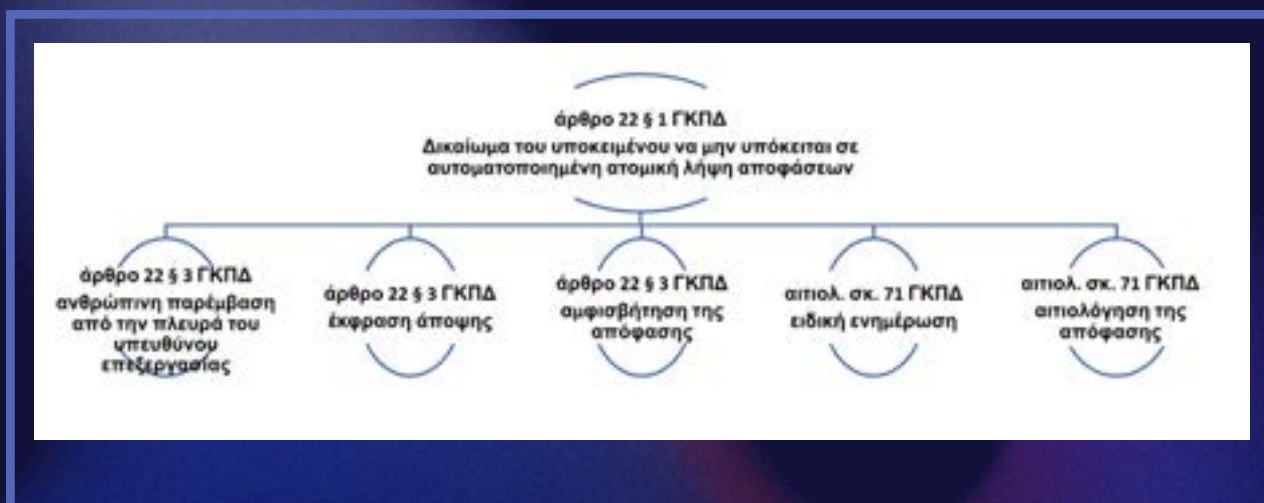 άρθρο 22 § 1 ΓΚΠΔ
Δικαίωμα του υποκειμένου να μην υπόκειται σε
αυτοματοποιημένη ατομική λήψη αποφάσεων
άρθρο 22 § 3 ΓΚΠΔ
ανθρώπινη παρέμβαση
από την πλευρά του
υπευθύνου
επεξεργασίας
άρθρο 22 § 3 ΓΚΠΔ
έκφραση άποψης
άρθρο 22 § 3 ΓΚΠΔ
αμφισβήτηση της
απόφασης
αιτιολ. σκ. 71 ΓΚΠΔ
ειδική ενημέρωση
αιτιολ. σκ. 71 ΓΚΠΔ
αιτιολόγηση της
απόφασης